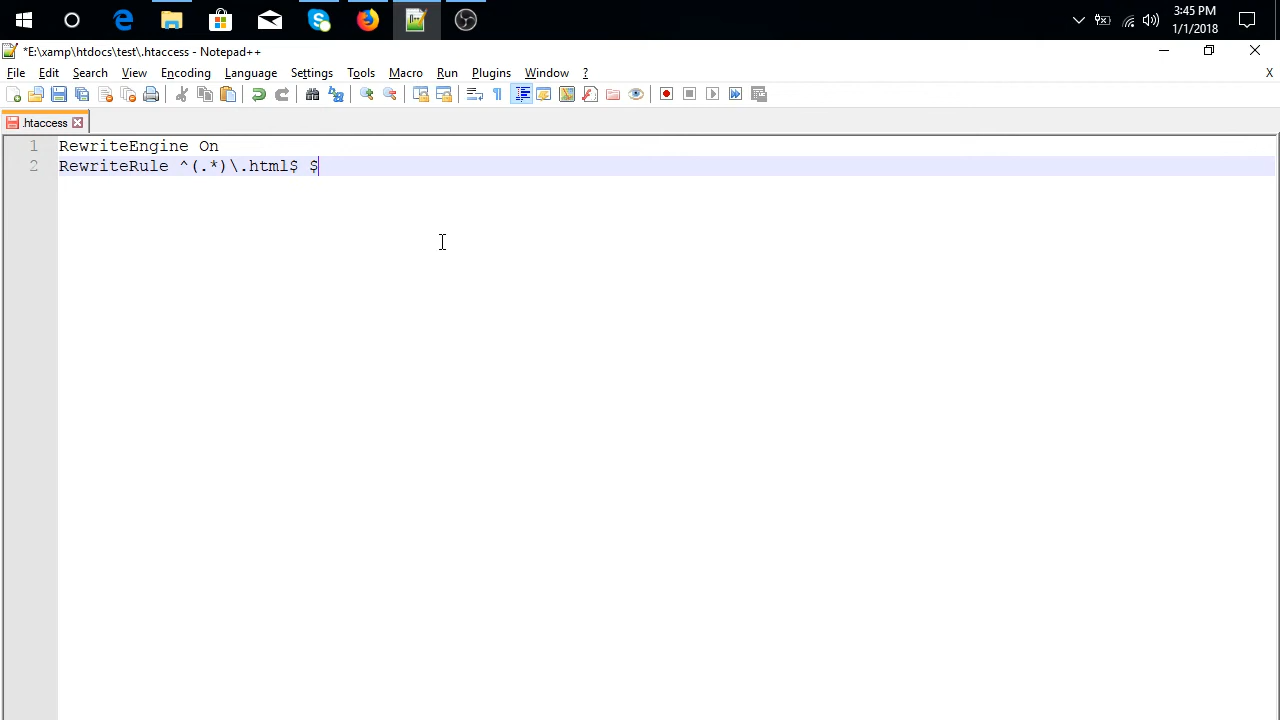 3:45 PM
1/1/2018
*E:\xamp\htdocs\test\.htaccess - Notepad++
File Edit Search View Encoding Language Settings Tools Macro Run Plugins Window ? X
.htaccess
1 RewriteEngine On
2 RewriteRule ^(.*)\.html$ $